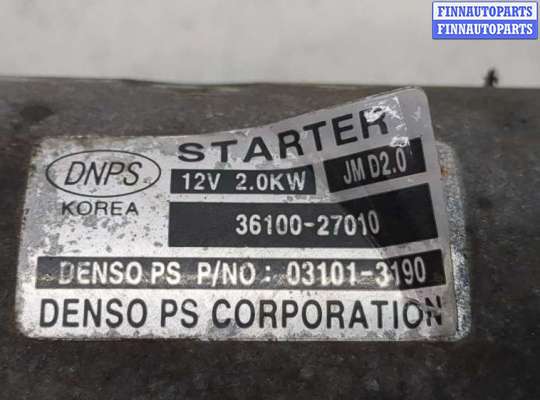 FINNAUTOPARTS
FINNAUTOPARTS
FINNAUTOPARTS
STARTER
DNPS
12V 2.0KW
JM D2.0
KOREA
36100-27010
DENSO PS P/NO : 03101-3190
DENSO PS CORPORATION